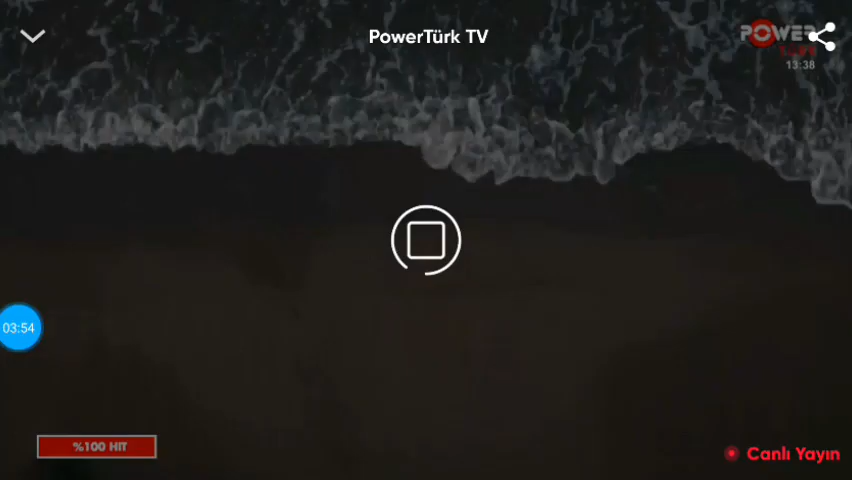 PowerTürk TV
POWER
13:38
03:54
%100 HIT
Canlı Yayın